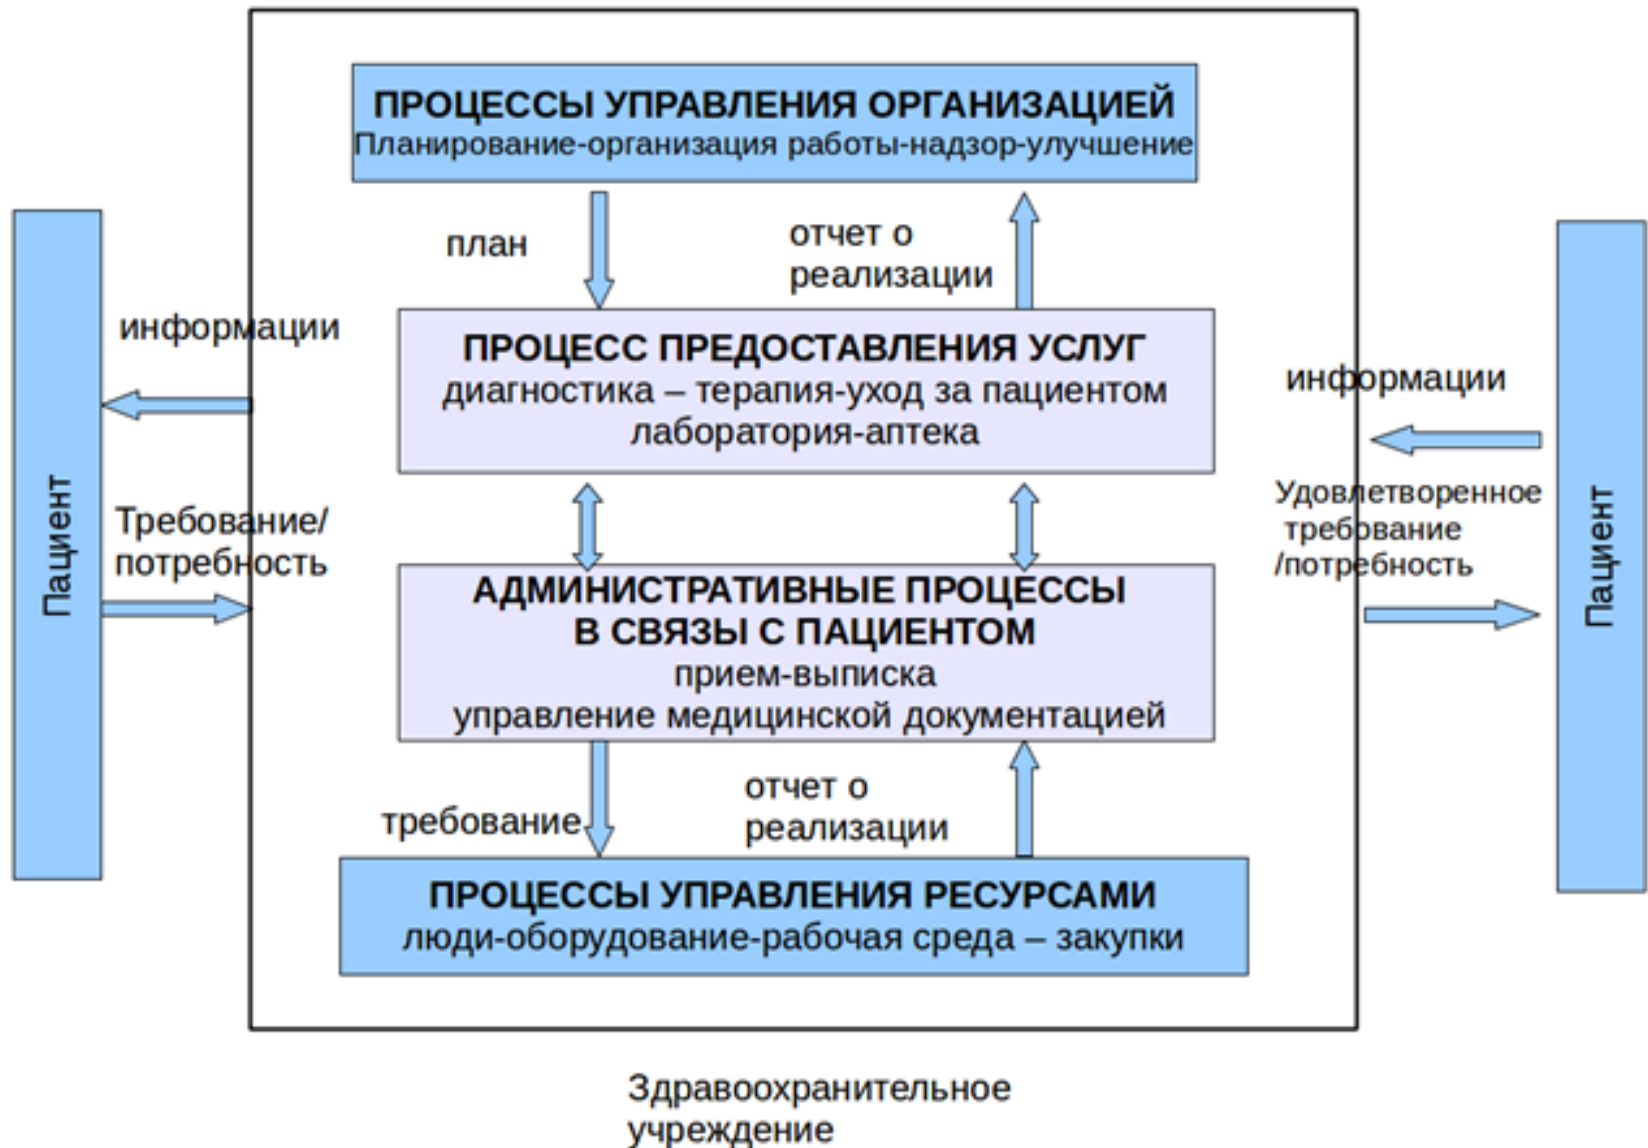 ПРОЦЕССЫ УПРАВЛЕНИЯ ОРГАНИЗАЦИЕЙ
Планирование-организация работы-надзор-улучшение
план
отчет о
реализации
информации
ПРОЦЕСС ПРЕДОСТАВЛЕНИЯ УСЛУГ
диагностика – терапия-уход за пациентом
лаборатория-аптека
информации
Пациент
Требование/
потребность
Удовлетворенное
требование
/потребность
Пациент
АДМИНИСТРАТИВНЫЕ ПРОЦЕССЫ
В СВЯЗЫ С ПАЦИЕНТОМ
прием-выписка
управление медицинской документацией
требование
отчет о
реализации
ПРОЦЕССЫ УПРАВЛЕНИЯ РЕСУРСАМИ
люди-оборудование-рабочая среда – закупки
Здравоохранительное
учреждение